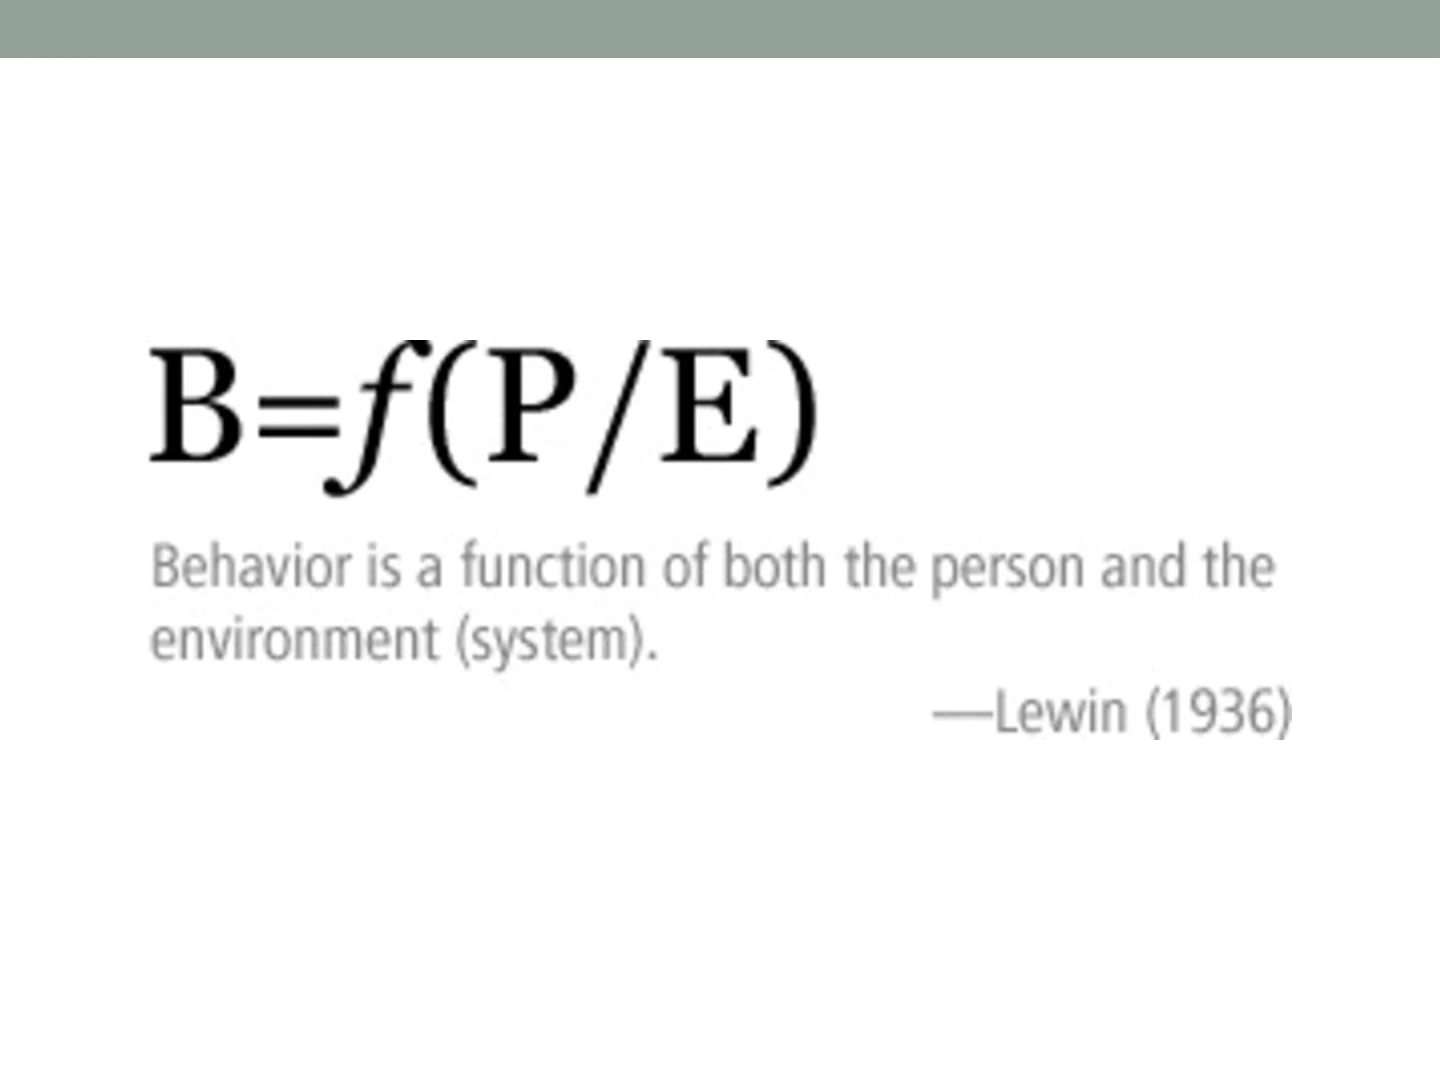 B=f(P/E)
Behavior is a function of both the person and the
environment (system).
—Lewin (1936)